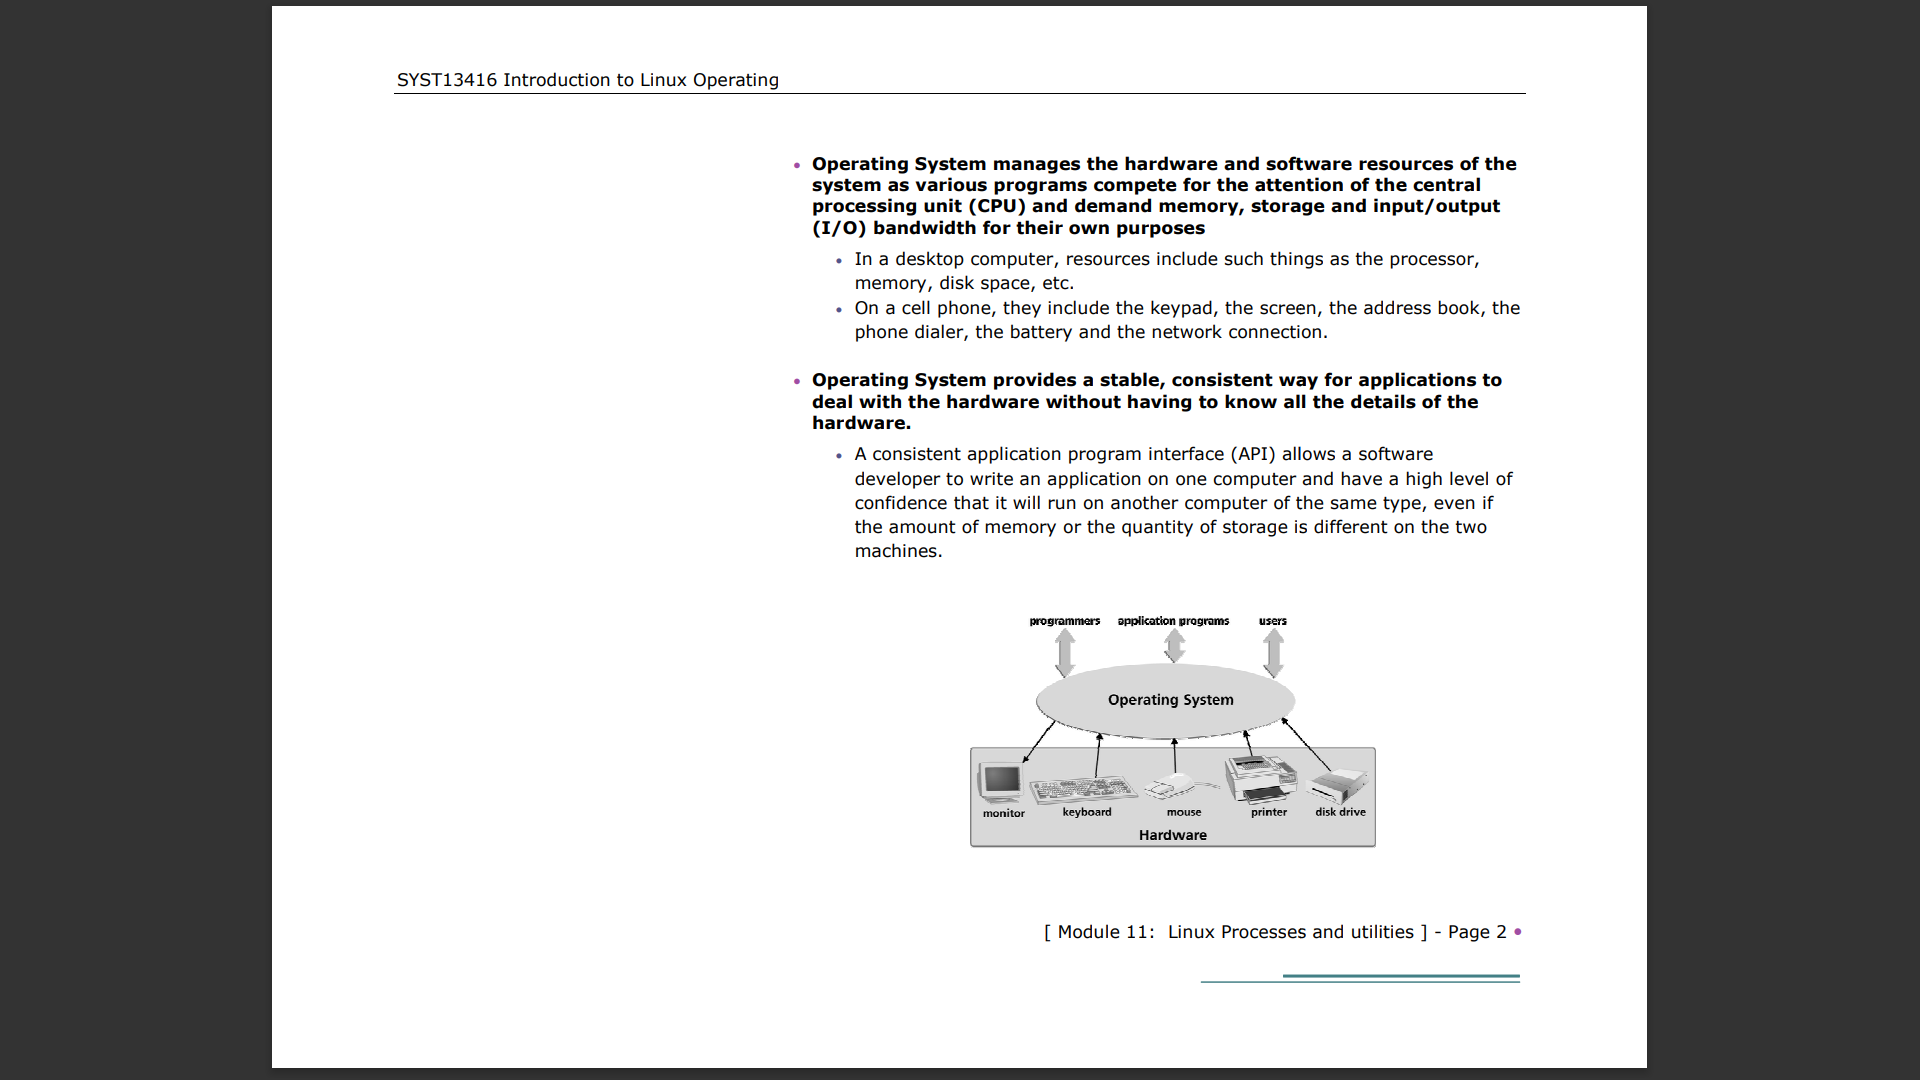 SYST13416 Introduction to Linux Operating
• Operating System manages the hardware and software resources of the
system as various programs compete for the attention of the central
processing unit (CPU) and demand memory, storage and input/output
(I/O) bandwidth for their own purposes
• In a desktop computer, resources include such things as the processor,
memory, disk space, etc.
• On a cell phone, they include the keypad, the screen, the address book, the
phone dialer, the battery and the network connection.
• Operating System provides a stable, consistent way for applications to
deal with the hardware without having to know all the details of the
hardware.
• A consistent application program interface (API) allows a software
developer to write an application on one computer and have a high level of
confidence that it will run on another computer of the same type, even if
the amount of memory or the quantity of storage is different on the two
machines.
programmers application programs users
Operating System
monitor keyboard mouse printer disk drive
Hardware
[ Module 11: Linux Processes and utilities ] - Page 2 •